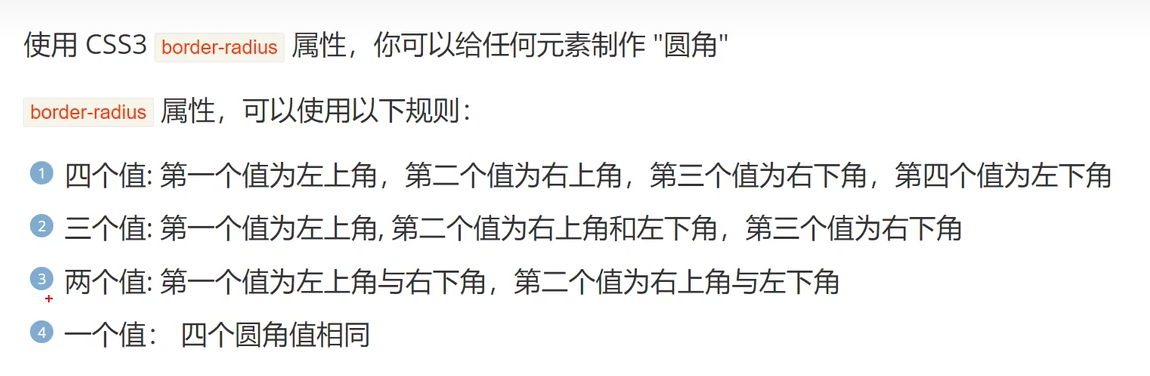 使用 CSS3 border-radius 属性，你可以给任何元素制作 "圆角"
border-radius 属性，可以使用以下规则：
1 四个值: 第一个值为左上角，第二个值为右上角，第三个值为右下角，第四个值为左下角
2 三个值: 第一个值为左上角, 第二个值为右上角和左下角，第三个值为右下角
3 两个值: 第一个值为左上角与右下角，第二个值为右上角与左下角
4 一个值： 四个圆角值相同